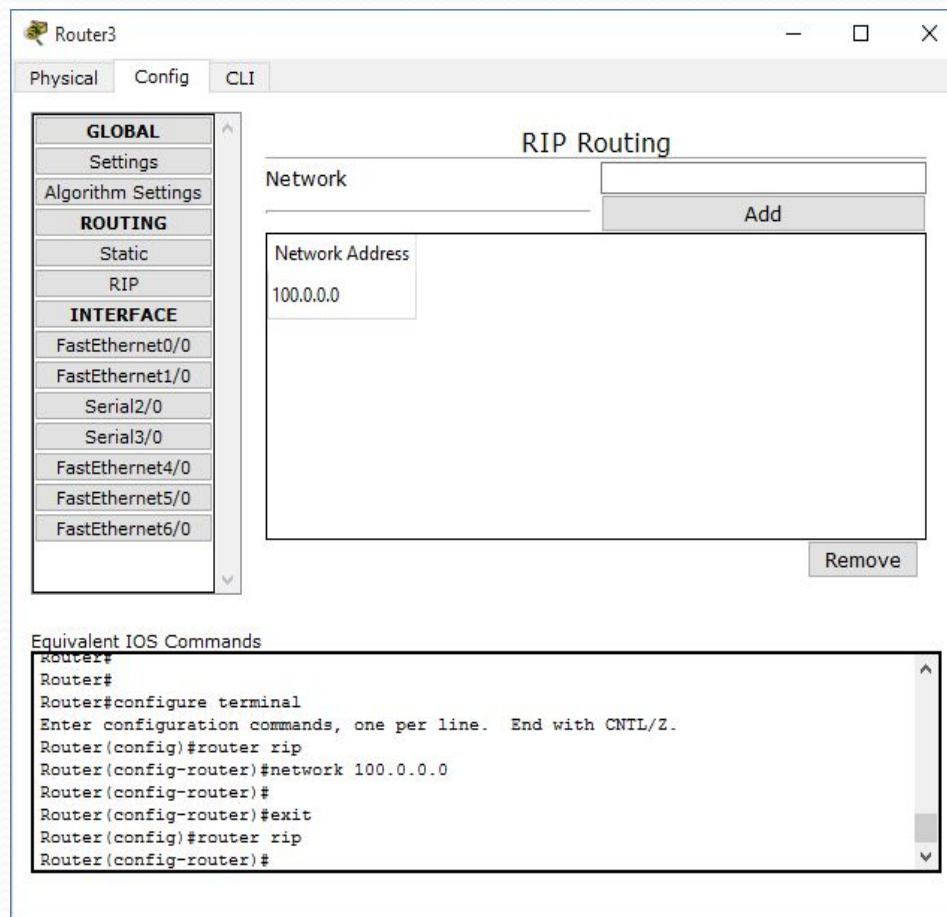 Router3
Physical Config CLI
GLOBAL
Settings
Algorithm Settings
ROUTING
Static
RIP
INTERFACE
FastEthernet0/0
FastEthernet1/0
Serial2/0
Serial3/0
FastEthernet4/0
FastEthernet5/0
FastEthernet6/0
RIP Routing
Network
Add
Network Address
100.0.0.0
Remove
Equivalent IOS Commands
Router#
Router#
Router#configure terminal
Enter configuration commands, one per line.  End with CNTL/Z.
Router(config)#router rip
Router(config-router)#network 100.0.0.0
Router(config-router)#
Router(config-router)#exit
Router(config)#router rip
Router(config-router)#